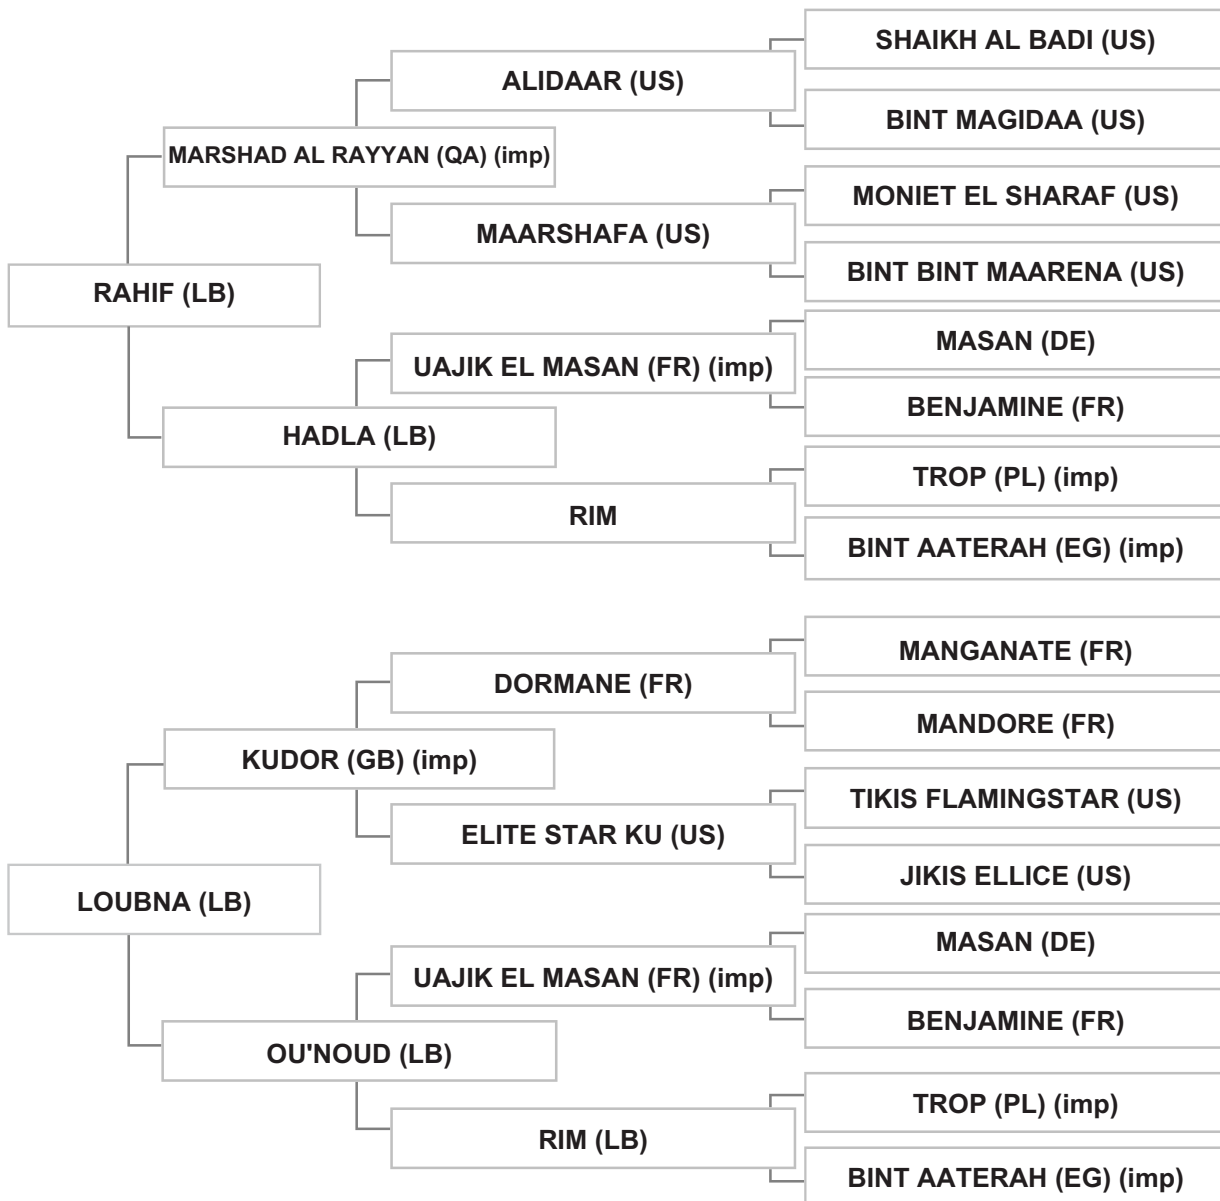 SHAIKH AL BADI (US)
ALIDAAR (US)
BINT MAGIDAA (US)
MARSHAD AL RAYYAN (QA) (imp)
MONIET EL SHARAF (US)
MAARSHAFA (US)
BINT BINT MAARENA (US)
RAHIF (LB)
MASAN (DE)
UAJIK EL MASAN (FR) (imp)
BENJAMINE (FR)
HADLA (LB)
TROP (PL) (imp)
RIM
BINT AATERAH (EG) (imp)
MANGANATE (FR)
DORMANE (FR)
MANDORE (FR)
KUDOR (GB) (imp)
TIKIS FLAMINGSTAR (US)
ELITE STAR KU (US)
JIKIS ELLICE (US)
LOUBNA (LB)
MASAN (DE)
UAJIK EL MASAN (FR) (imp)
BENJAMINE (FR)
OU'NOUD (LB)
TROP (PL) (imp)
RIM (LB)
BINT AATERAH (EG) (imp)